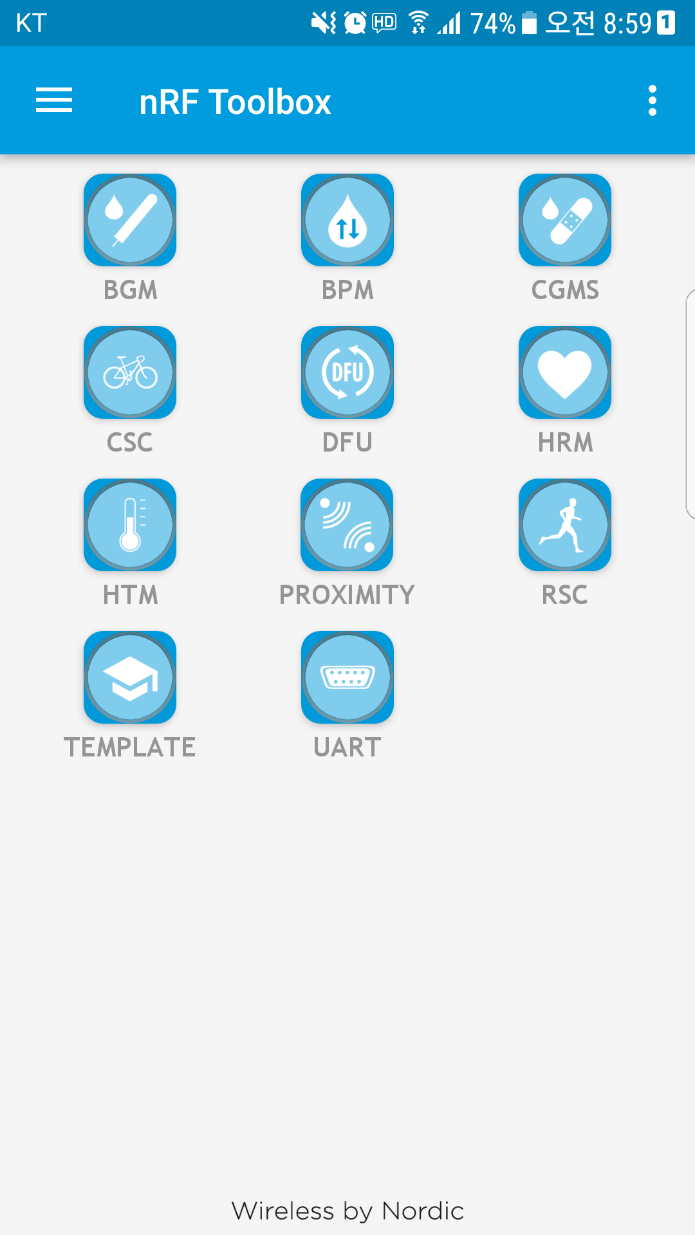 KT HD 74% 오전 8:59 1
nRF Toolbox
BGM BPM CGMS
DFU
CSC DFU HRM
HTM PROXIMITY RSC
TEMPLATE UART
Wireless by Nordic